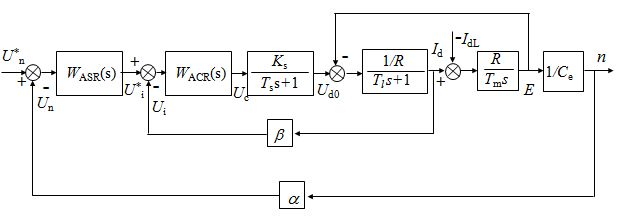 U*n + - Un
WASR(s)
+ U*i - Ui
WACR(s)
Uc
Ks
Tss+1
Ud0
-
1/R
Tls+1
Id
+
-IdL
R
Tms
E
1/Ce
n
β
α